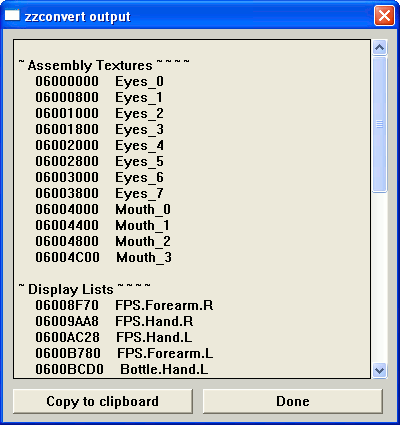 zzconvert output
~ Assembly Textures ~ ~ ~ ~
06000000 Eyes_0
06000800 Eyes_1
06001000 Eyes_2
06001800 Eyes_3
06002000 Eyes_4
06002800 Eyes_5
06003000 Eyes_6
06003800 Eyes_7
06004000 Mouth_0
06004400 Mouth_1
06004800 Mouth_2
06004C00 Mouth_3
~ Display Lists ~ ~ ~ ~
06008F70 FPS.Forearm.R
06009AA8 FPS.Hand.R
0600AC28 FPS.Hand.L
0600B780 FPS.Forearm.L
0600BCD0 Bottle.Hand.L
Copy to clipboard
Done